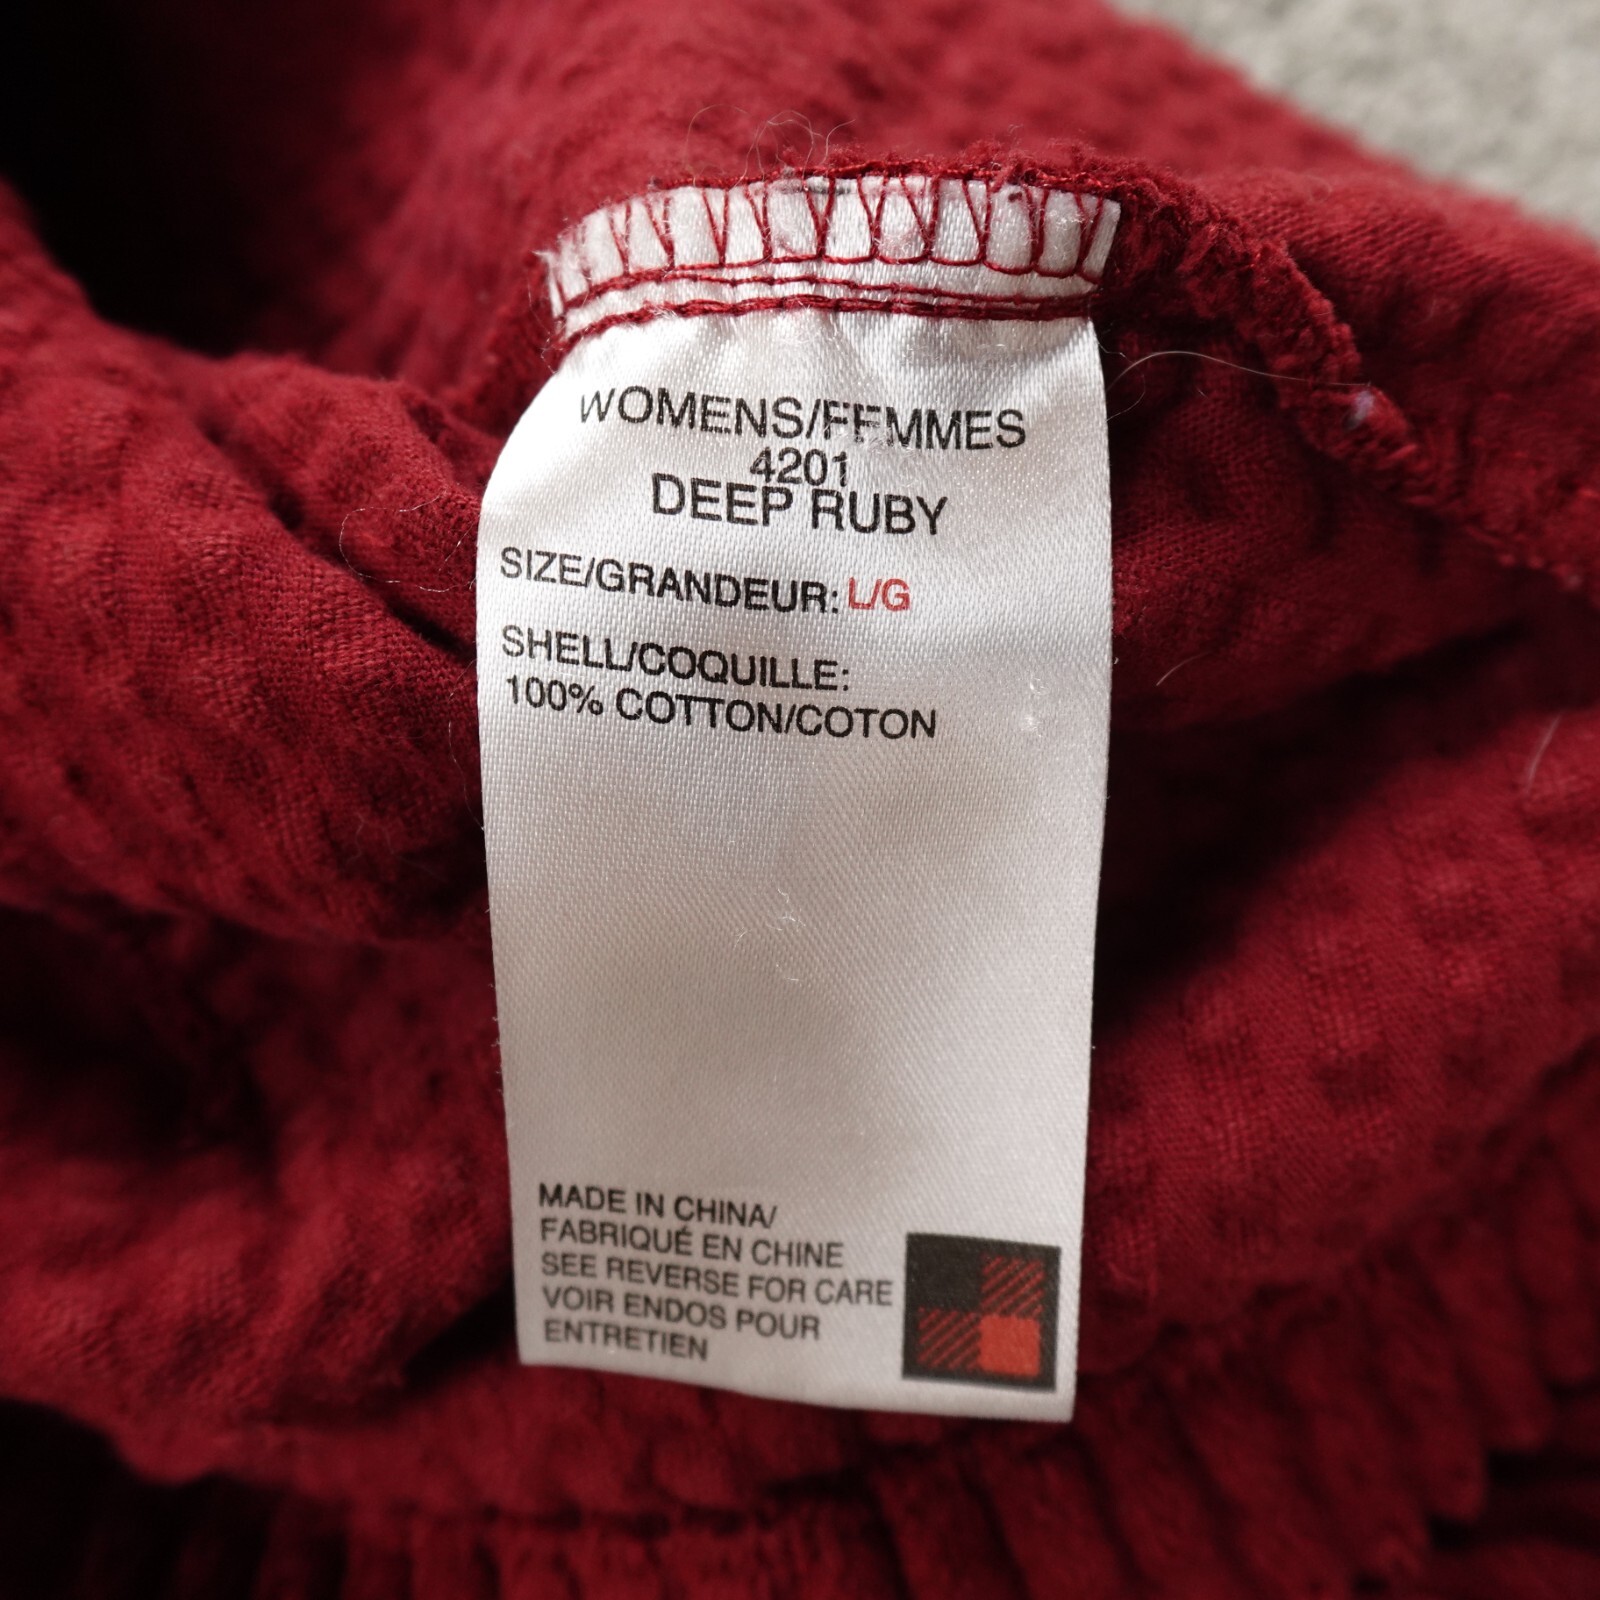 WOMENS/FEMMES
4201
DEEP RUBY
SIZE/GRANDEUR: L/G
SHELL/COQUILLE:
100% COTTON/COTON
MADE IN CHINA/
FABRIQUÉ EN CHINE
SEE REVERSE FOR CARE
VOIR ENDOS POUR
ENTRETIEN